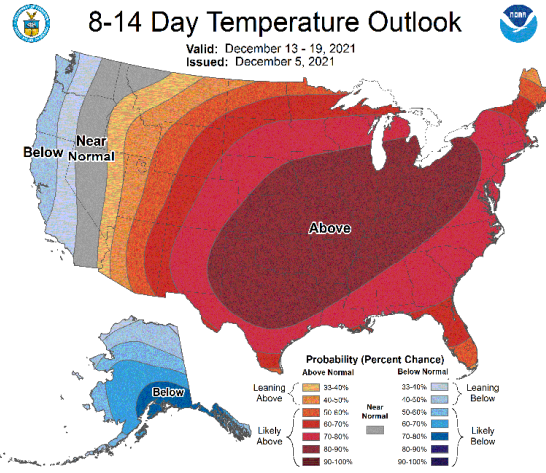 8-14 Day Temperature Outlook
Valid: December 13 - 19, 2021
Issued: December 5, 2021
NOAA
Below
Near
Normal
Above
Below
Probability (Percent Chance)
Above Normal
Below Normal
Leaning
Above
33-40%
40-50%
Likely
Above
50-60%
60-70%
70-80%
80-90%
90-100%
Near
Normal
33-40%
40-50%
Leaning
Below
50-60%
60-70%
70-80%
80-90%
90-100%
Likely
Below